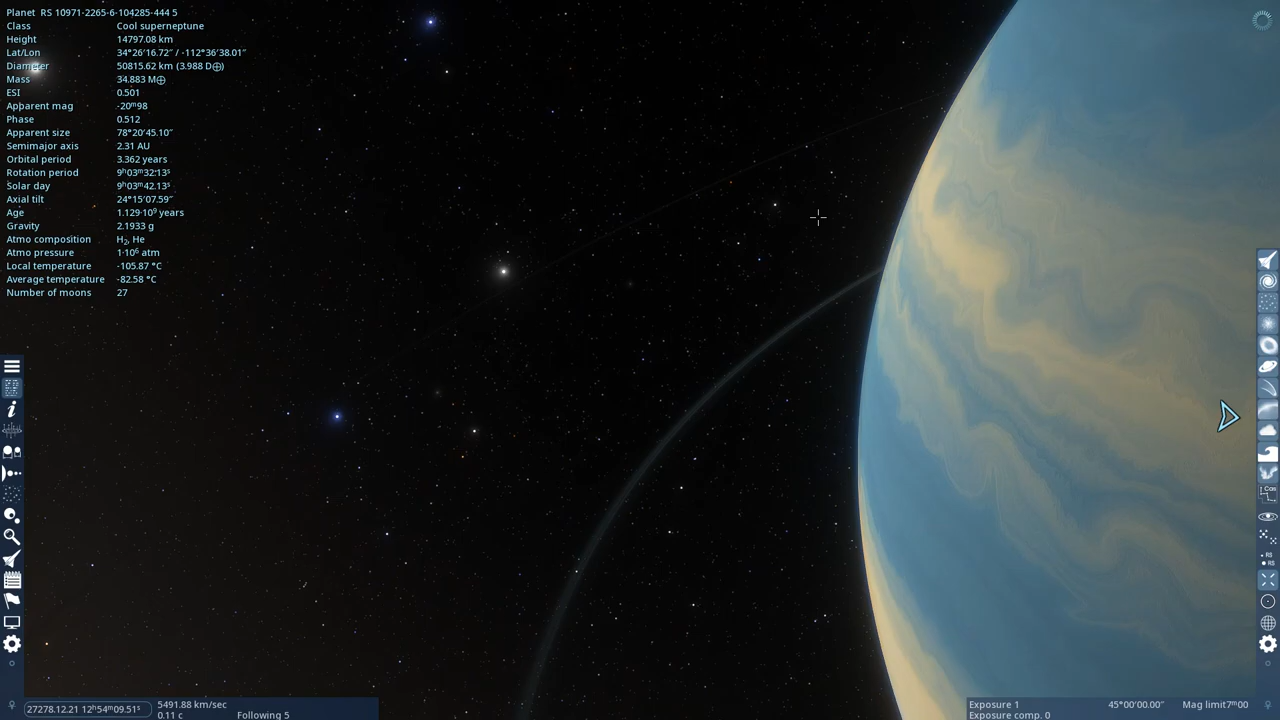 Planet RS 10971-2265-6-104285-444 5
Class Cool superneptune
Height 14797.08 km
Lat/Lon 34°26′16.72″ / -112°36′38.01″
Diameter 50815.62 km (3.988 D⊕)
Mass 34.883 M⊕
ESI 0.501
Apparent mag -20ᵐ98
Phase 0.512
Apparent size 78°20′45.10″
Semimajor axis 2.31 AU
Orbital period 3.362 years
Rotation period 9ʰ03ᵐ32.13ˢ
Solar day 9ʰ03ᵐ42.13ˢ
Axial tilt 24°15′07.59″
Age 1.129·10⁹ years
Gravity 2.1933 g
Atmo composition H₂, He
Atmo pressure 1·10⁶ atm
Local temperature -105.87 °C
Average temperature -82.58 °C
Number of moons 27
RS
RS
27278.12.21 12ʰ54ᵐ09.51ˢ
5491.88 km/sec
0.11 c Following 5
Exposure 1 45°00′00.00″ Mag limit 7ᵐ00
Exposure comp. 0